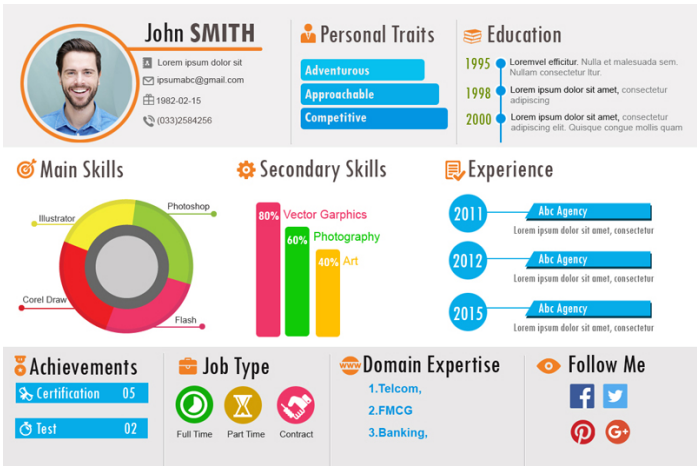 John SMITH
Lorem ipsum dolor sit
ipsumabc@gmail.com
1982-02-15
(033)2584256
Personal Traits
Adventurous
Approachable
Competitive
Education
1995
Loremvel efficitur. Nulla et malesuada sem.
Nullam consectetur Itur.
1998
Lorem ipsum dolor sit amet, consectetur
adipiscing
2000
Lorem ipsum dolor sit amet, consectetur
adipiscing elit. Quisque congue mollis quam
Main Skills
Photoshop
Illustrator
Corel Draw
Flash
Secondary Skills
80% Vector Garphics
60% Photography
40% Art
Experience
2011
Abc Agency
Lorem ipsum dolor sit amet, consectetur
2012
Abc Agency
Lorem ipsum dolor sit amet, consectetur
2015
Abc Agency
Lorem ipsum dolor sit amet, consectetur
Achievements
Certification 05
Test 02
Job Type
Full Time
Part Time
Contract
www
Domain Expertise
1.Telcom,
2.FMCG
3.Banking,
Follow Me
G+